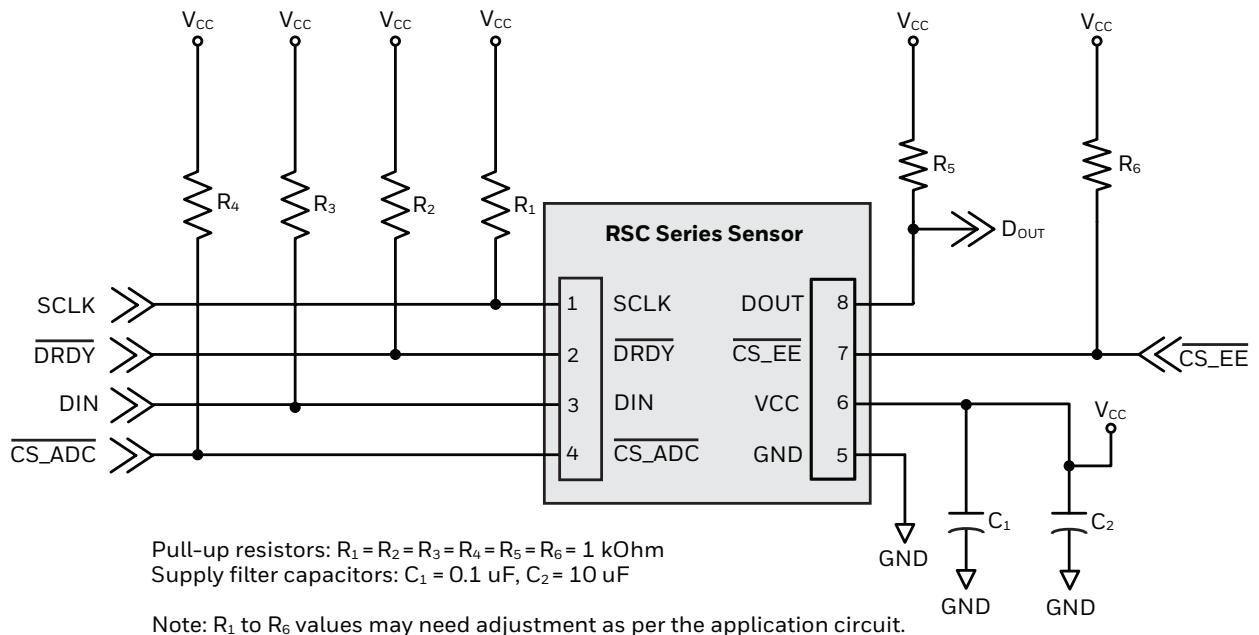 VCC VCC VCC VCC VCC VCC
R4 R3 R2 R1 R5 R6
RSC Series Sensor
DOUT
SCLK 1 SCLK DOUT 8
DRDY 2 DRDY CS_EE 7 CS_EE
DIN 3 DIN VCC 6
VCC
CS_ADC 4 CS_ADC GND 5
C1 C2
GND
GND GND
Pull-up resistors: R1 = R2 = R3 = R4 = R5 = R6 = 1 kOhm
Supply filter capacitors: C1 = 0.1 uF, C2 = 10 uF
Note: R1 to R6 values may need adjustment as per the application circuit.